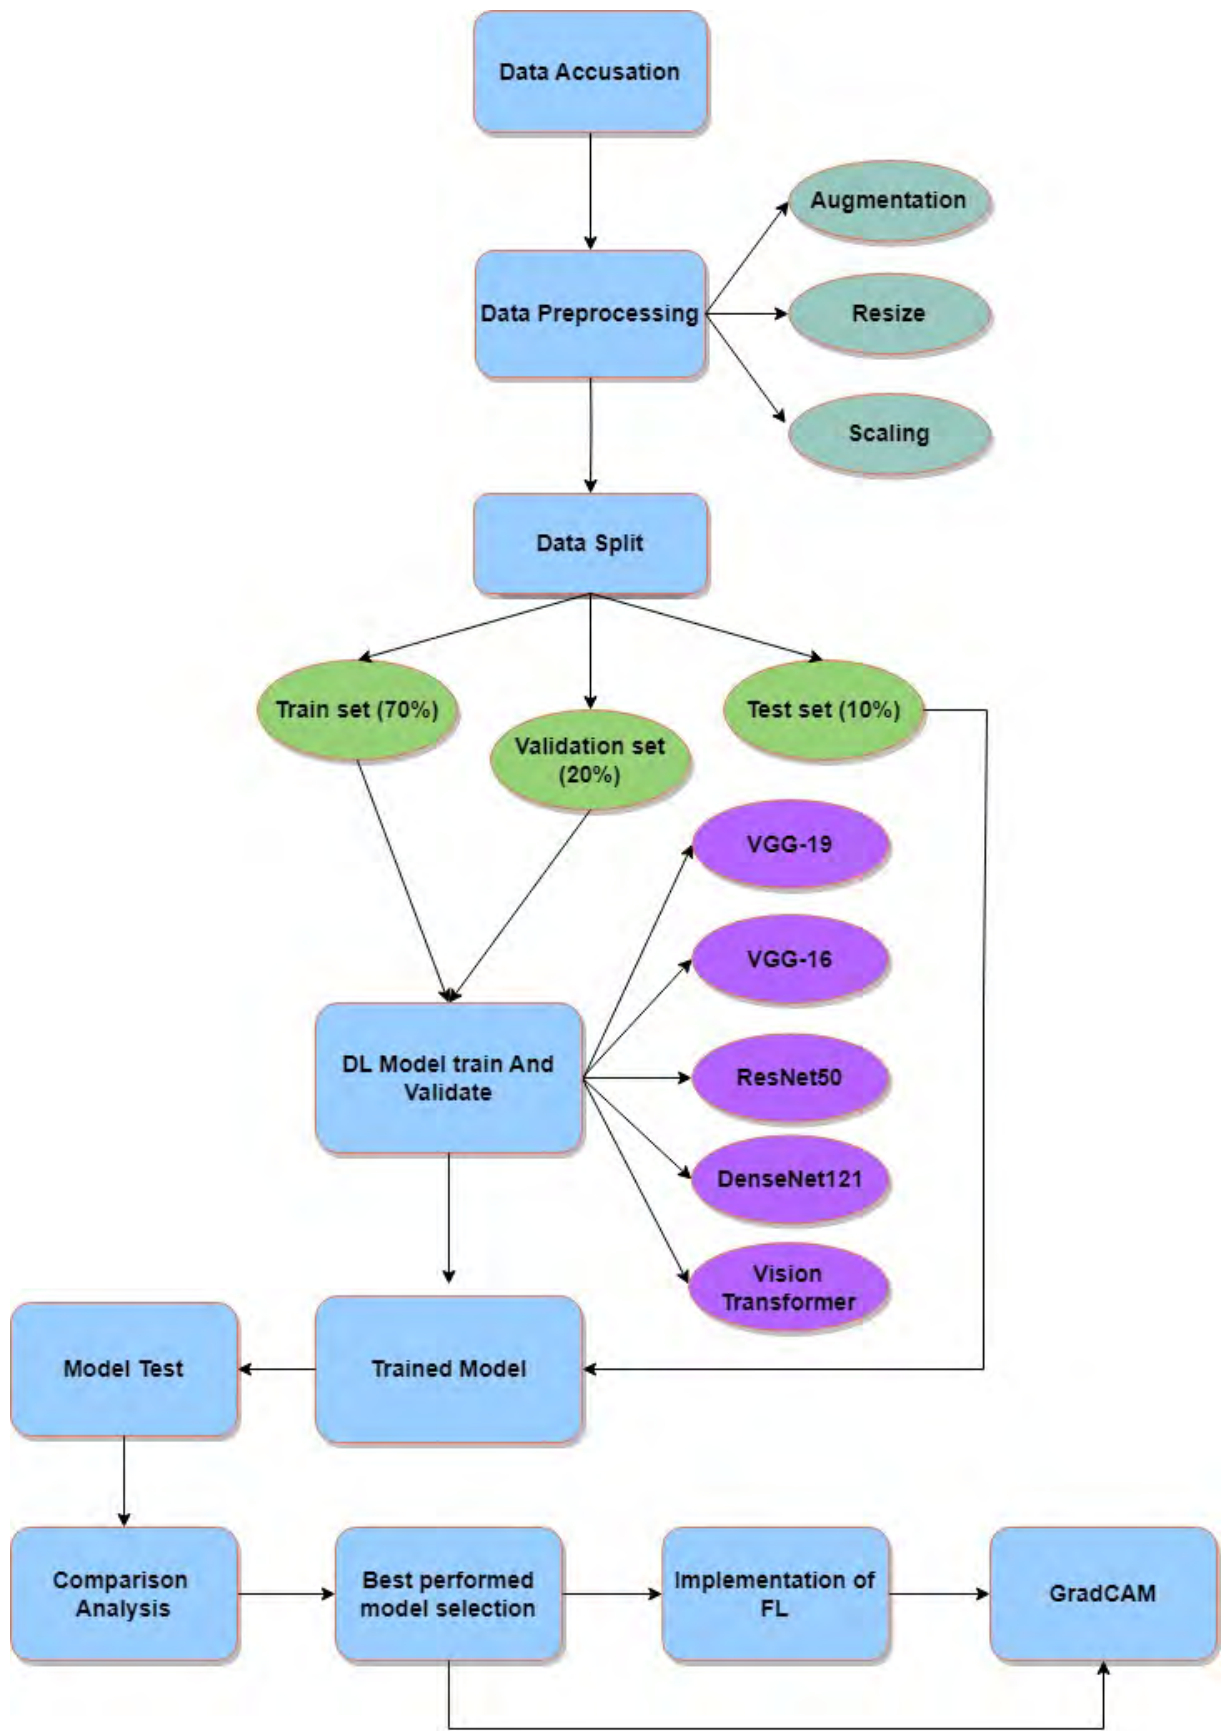 Data Accusation
Augmentation
Data Preprocessing
Resize
Scaling
Data Split
Train set (70%)
Validation set
(20%)
Test set (10%)
VGG-19
VGG-16
DL Model train And
Validate
ResNet50
DenseNet121
Vision
Transformer
Model Test
Trained Model
Comparison
Analysis
Best performed
model selection
Implementation of
FL
GradCAM